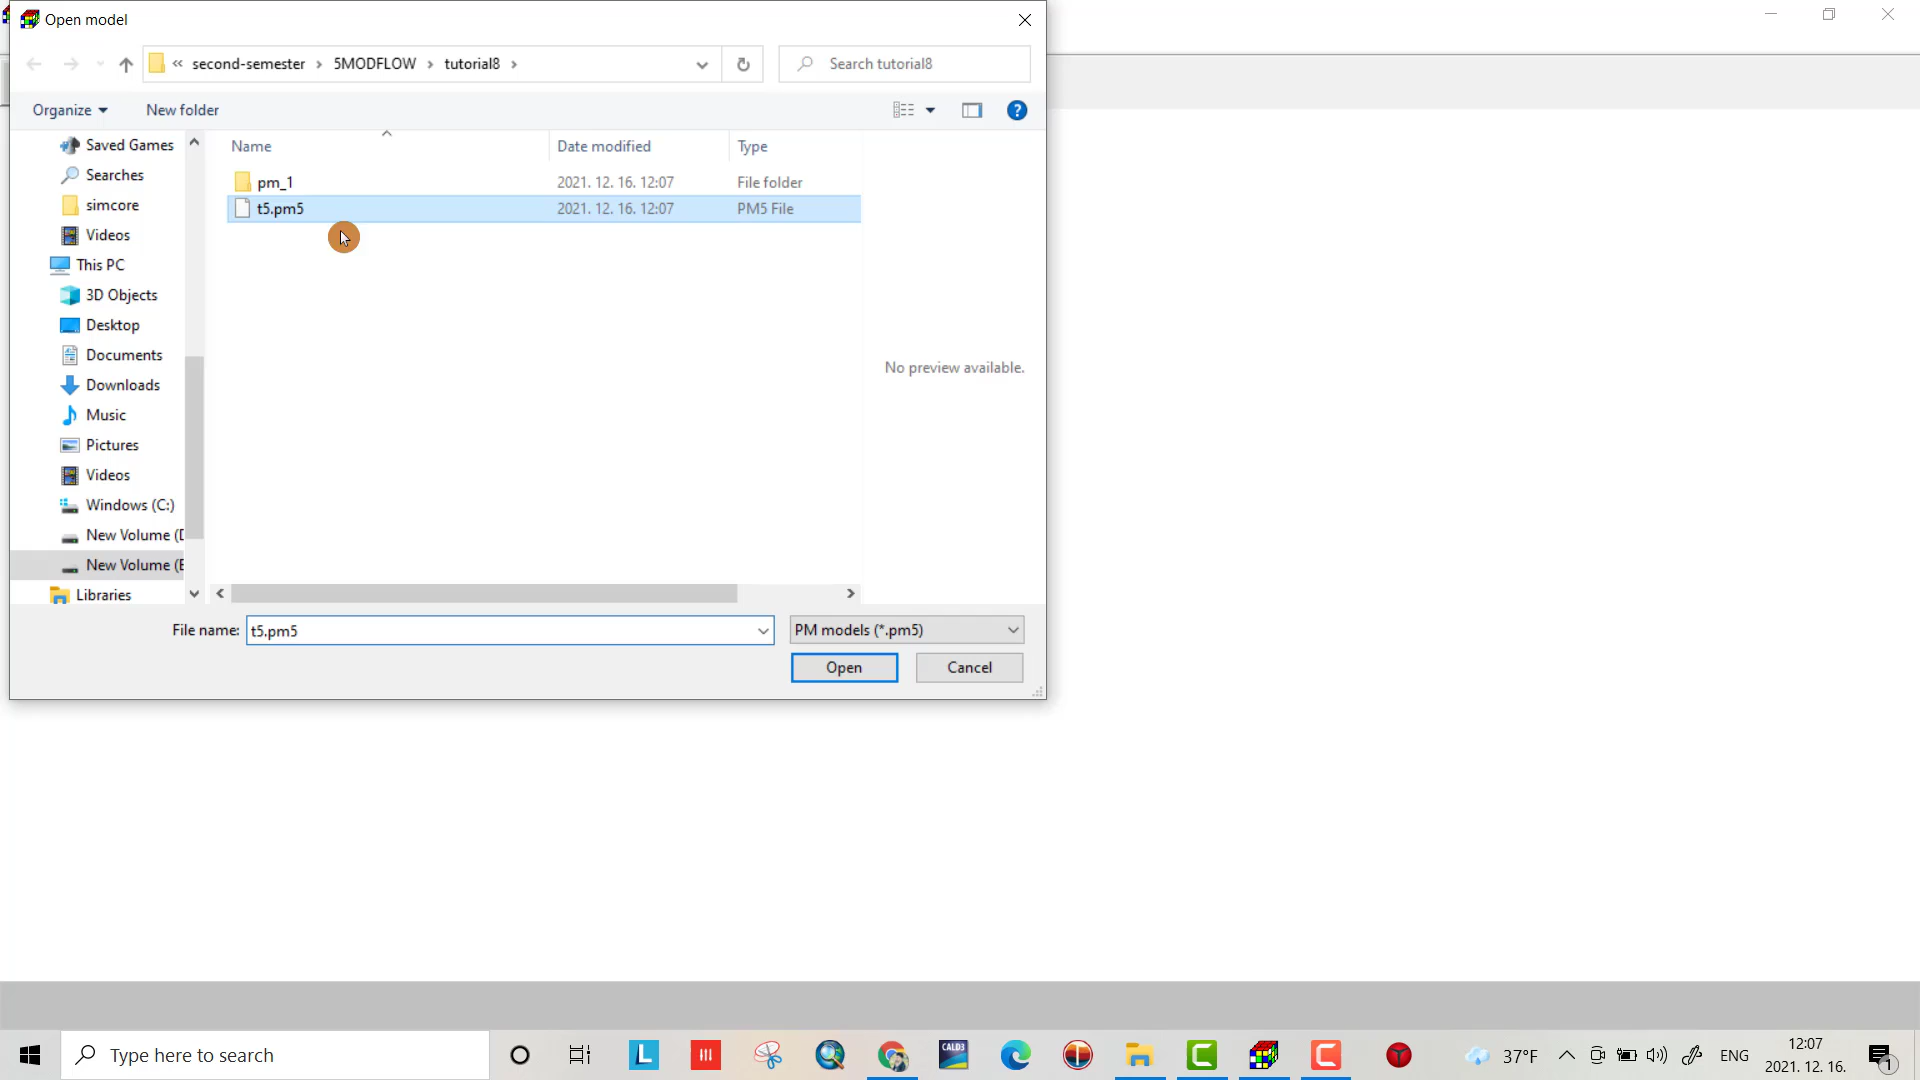 Open model
« second-semester › 5MODFLOW › tutorial8 ›
Search tutorial8
Organize
New folder
?
Name
Date modified
Type
pm_1
2021. 12. 16. 12:07
File folder
t5.pm5
2021. 12. 16. 12:07
PM5 File
Saved Games
Searches
simcore
Videos
This PC
3D Objects
Desktop
Documents
Downloads
Music
Pictures
Videos
Windows (C:)
New Volume (D
New Volume (E
Libraries
No preview available.
File name:
t5.pm5
PM models (*.pm5)
Open
Cancel
Type here to search
L
CALD3
37°F
ENG
12:07
2021. 12. 16.
1